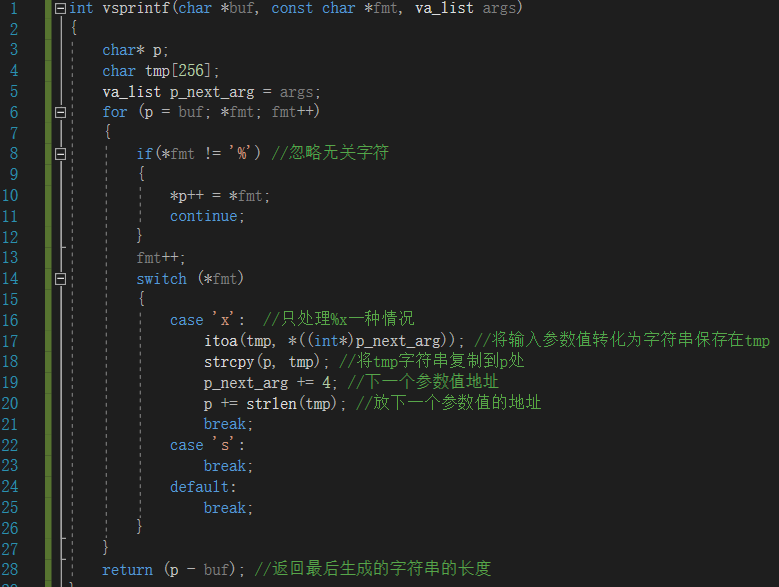 1 int vsprintf(char *buf, const char *fmt, va_list args)
2 {
3 char* p;
4 char tmp[256];
5 va_list p_next_arg = args;
6 for (p = buf; *fmt; fmt++)
7 {
8 if(*fmt != '%') //忽略无关字符
9 {
10 *p++ = *fmt;
11 continue;
12 }
13 fmt++;
14 switch (*fmt)
15 {
16 case 'x': //只处理%x一种情况
17 itoa(tmp, *((int*)p_next_arg)); //将输入参数值转化为字符串保存在tmp
18 strcpy(p, tmp); //将tmp字符串复制到p处
19 p_next_arg += 4; //下一个参数值地址
20 p += strlen(tmp); //放下一个参数值的地址
21 break;
22 case 's':
23 break;
24 default:
25 break;
26 }
27 }
28 return (p - buf); //返回最后生成的字符串的长度